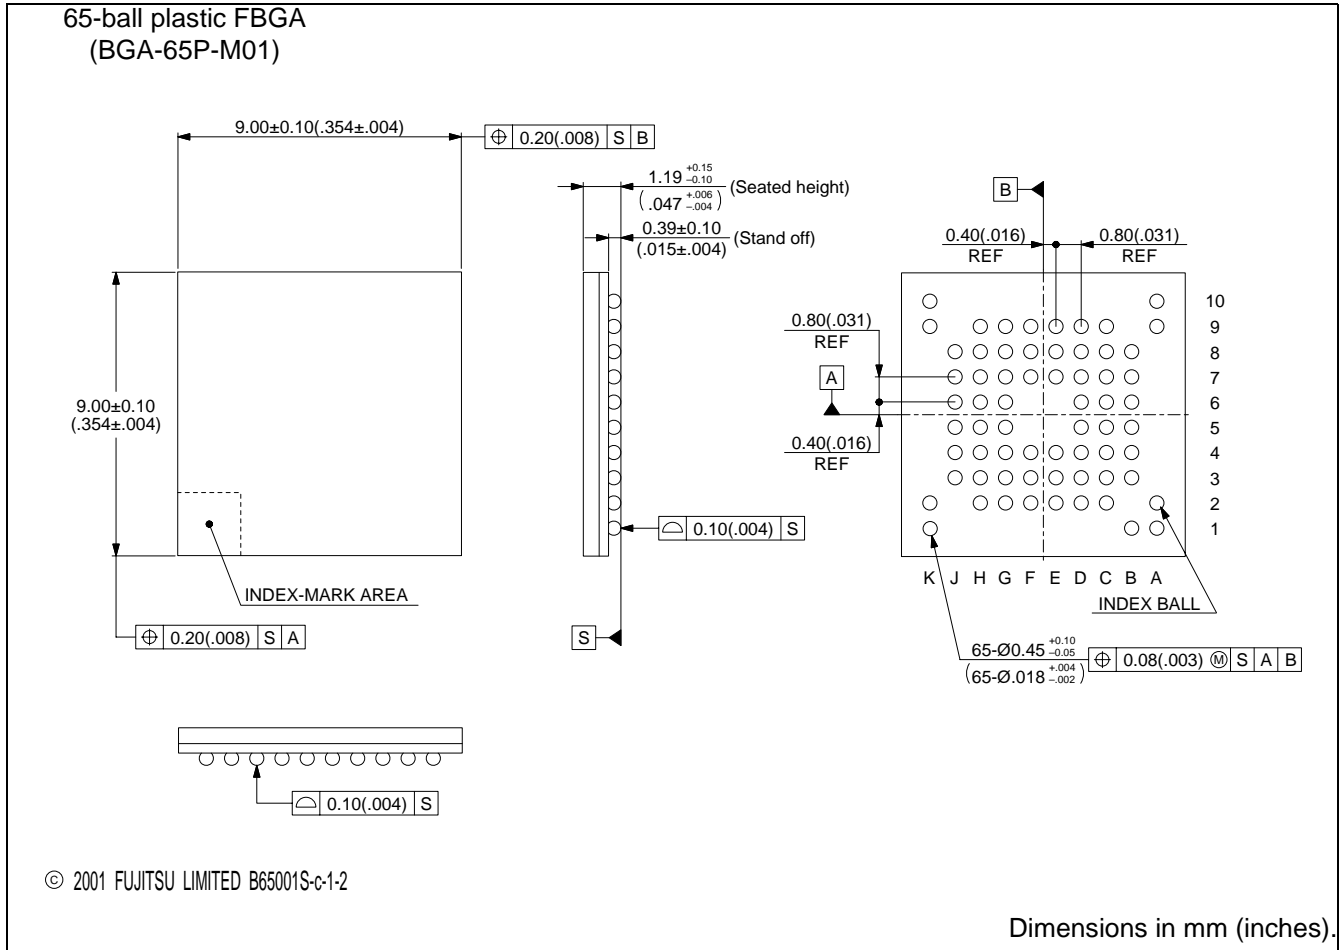 65-ball plastic FBGA
(BGA-65P-M01)
9.00±0.10(.354±.004)
⌖ 0.20(.008) S B
1.19 +0.15 –0.10 (Seated height)
(.047 +.006 –.004)
0.39±0.10 (Stand off)
(.015±.004)
B
0.40(.016)
REF
0.80(.031)
REF
10
9
8
7
6
5
4
3
2
1
0.80(.031)
REF
A
0.40(.016)
REF
9.00±0.10
(.354±.004)
⌓ 0.10(.004) S
INDEX-MARK AREA
K J H G F E D C B A
INDEX BALL
⌖ 0.20(.008) S A
S
65-Ø0.45 +0.10 –0.05
(65-Ø.018 +.004 –.002)
⌖ 0.08(.003) Ⓜ S A B
⌓ 0.10(.004) S
© 2001 FUJITSU LIMITED B65001S-c-1-2
Dimensions in mm (inches).